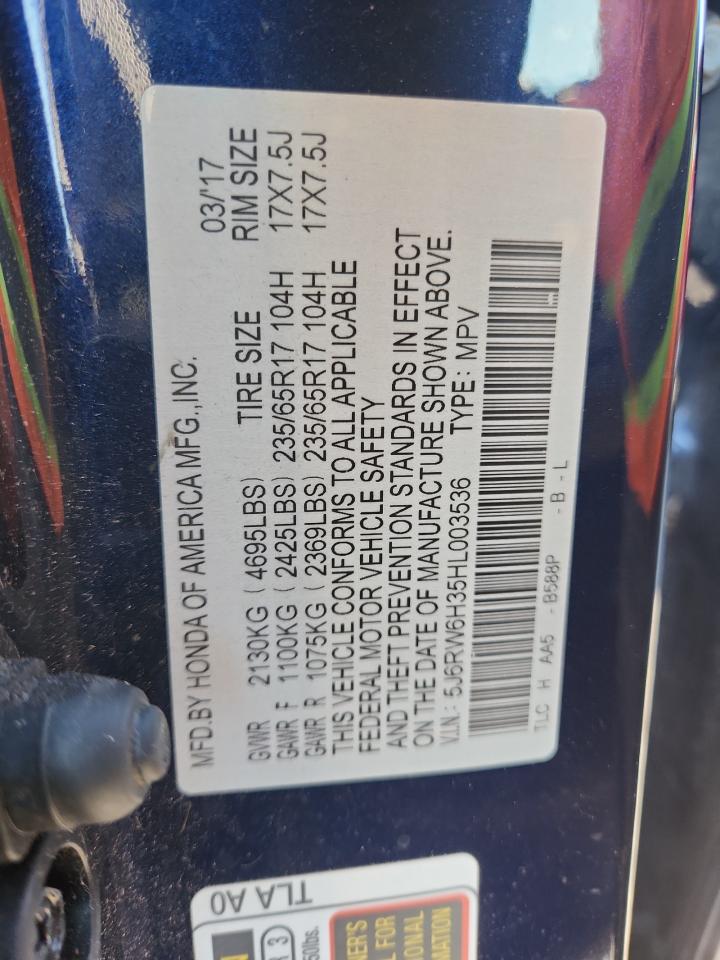 MFD.BY HONDA OF AMERICA MFG.,INC.
03/'17
TIRE SIZE RIM SIZE
GVWR 2130KG ( 4695LBS)
GAWR F 1100KG ( 2425LBS) 235/65R17 104H 17X7.5J
GAWR R 1075KG ( 2369LBS) 235/65R17 104H 17X7.5J
THIS VEHICLE CONFORMS TO ALL APPLICABLE
FEDERAL MOTOR VEHICLE SAFETY
AND THEFT PREVENTION STANDARDS IN EFFECT
ON THE DATE OF MANUFACTURE SHOWN ABOVE.
V.I.N.: 5J6RW6H35HL003536 TYPE: MPV
TLC H AA5 - B588P - B - L
TLA A0